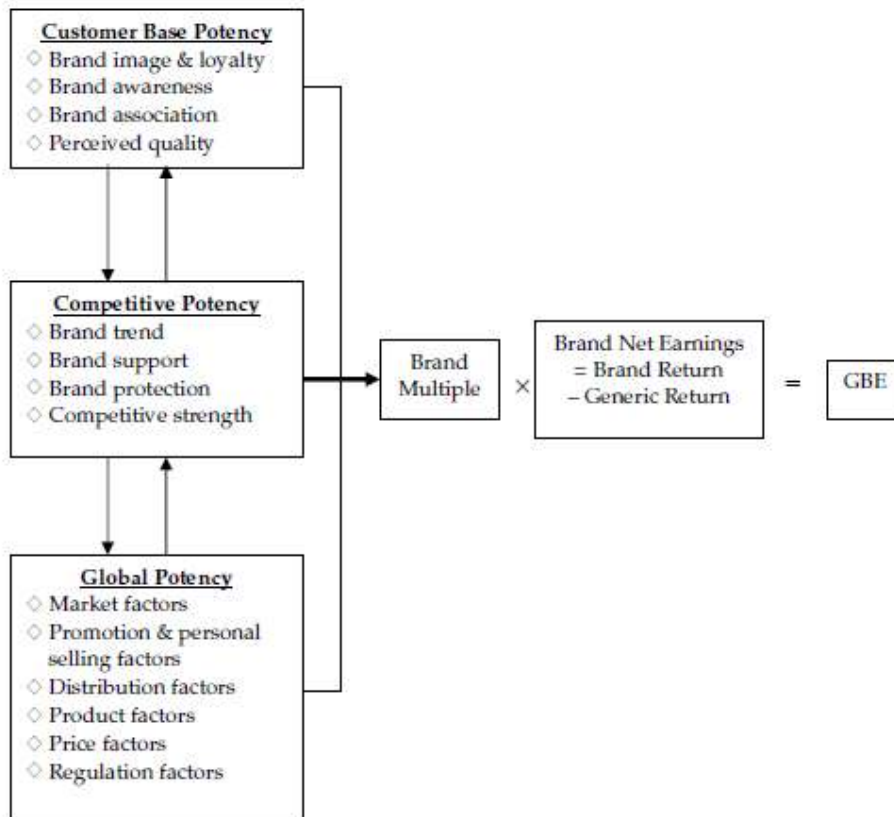 Customer Base Potency
◇ Brand image & loyalty
◇ Brand awareness
◇ Brand association
◇ Perceived quality
Competitive Potency
◇ Brand trend
◇ Brand support
◇ Brand protection
◇ Competitive strength
Brand
Multiple
×
Brand Net Earnings
= Brand Return
– Generic Return
=
GBE
Global Potency
◇ Market factors
◇ Promotion & personal
selling factors
◇ Distribution factors
◇ Product factors
◇ Price factors
◇ Regulation factors